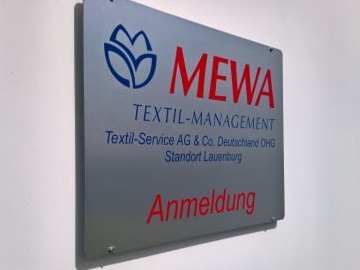 MEWA
TEXTIL-MANAGEMENT
Textil-Service AG & Co. Deutschland OHG
Standort Lauenburg
Anmeldung